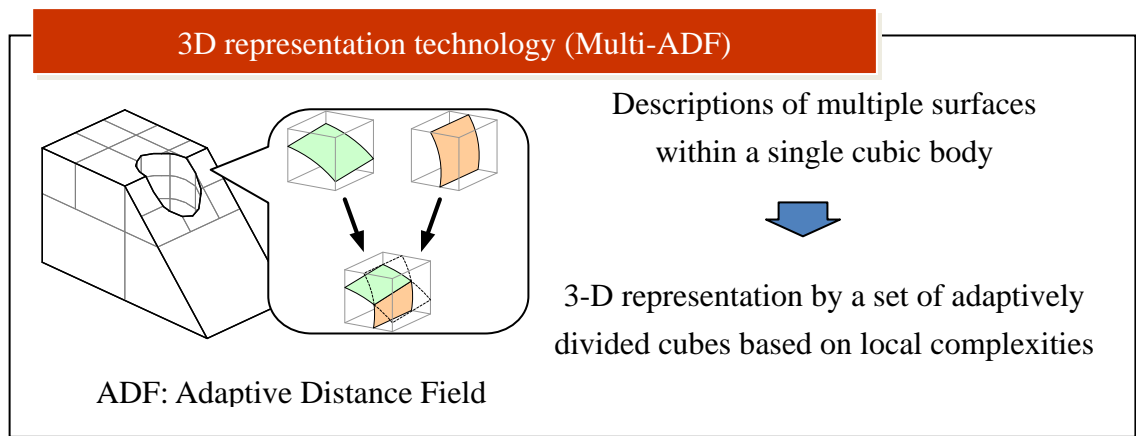 3D representation technology (Multi-ADF)
Descriptions of multiple surfaces
within a single cubic body
3-D representation by a set of adaptively
divided cubes based on local complexities
ADF: Adaptive Distance Field